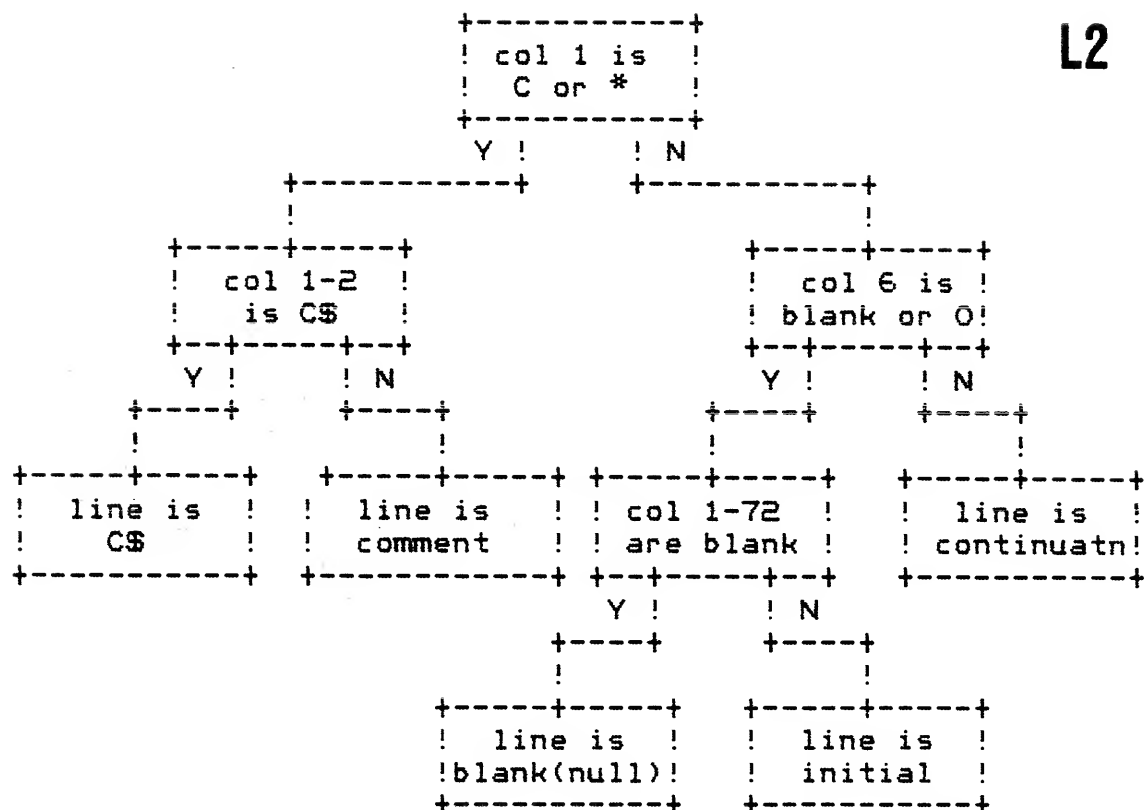 L2
col 1 is
C or *
Y N
col 1-2
is C$
col 6 is
blank or 0
Y N
Y N
line is
C$
line is
comment
col 1-72
are blank
line is
continuatn
Y N
line is
blank(null)
line is
initial